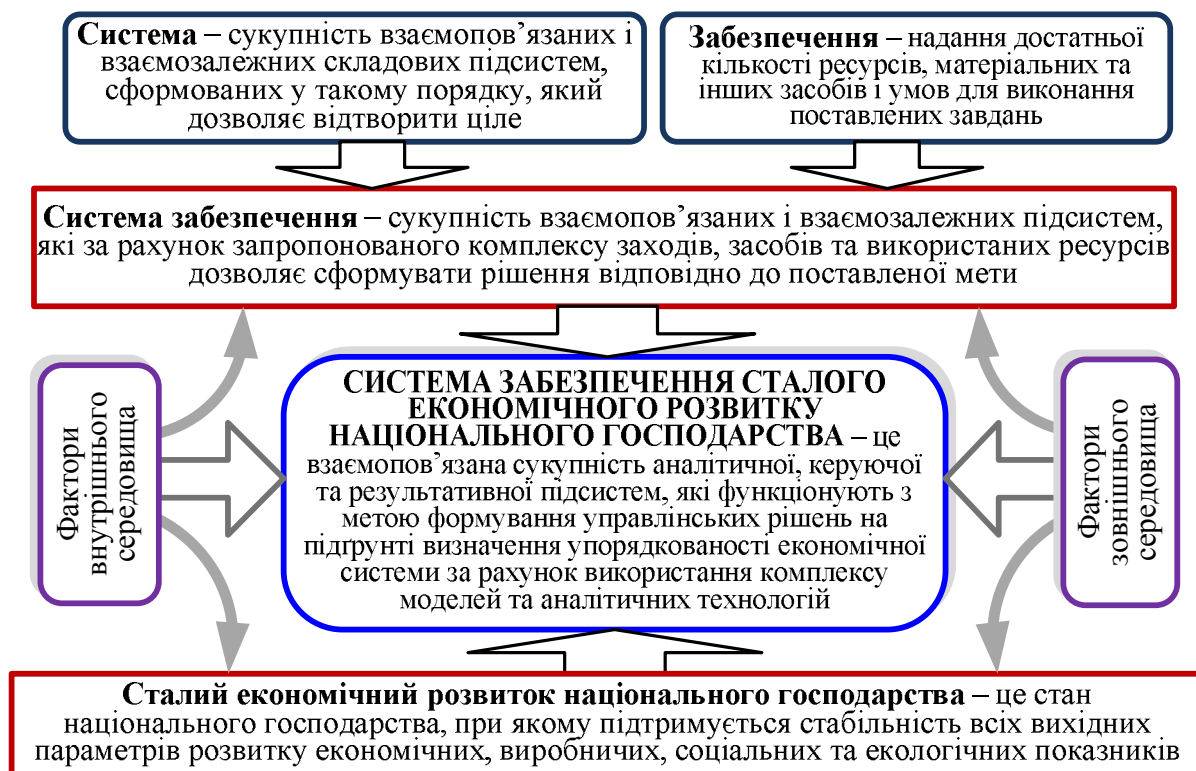 Система – сукупність взаємопов’язаних і
взаємозалежних складових підсистем,
сформованих у такому порядку, який
дозволяє відтворити ціле
Забезпечення – надання достатньої
кількості ресурсів, матеріальних та
інших засобів і умов для виконання
поставлених завдань
Система забезпечення – сукупність взаємопов’язаних і взаємозалежних підсистем,
які за рахунок запропонованого комплексу заходів, засобів та використаних ресурсів
дозволяє сформувати рішення відповідно до поставленої мети
Фактори
внутрішнього
середовища
СИСТЕМА ЗАБЕЗПЕЧЕННЯ СТАЛОГО
ЕКОНОМІЧНОГО РОЗВИТКУ
НАЦІОНАЛЬНОГО ГОСПОДАРСТВА – це
взаємопов’язана сукупність аналітичної, керуючої
та результативної підсистем, які функціонують з
метою формування управлінських рішень на
підґрунті визначення упорядкованості економічної
системи за рахунок використання комплексу
моделей та аналітичних технологій
Фактори
зовнішнього
середовища
Сталий економічний розвиток національного господарства – це стан
національного господарства, при якому підтримується стабільність всіх вихідних
параметрів розвитку економічних, виробничих, соціальних та екологічних показників